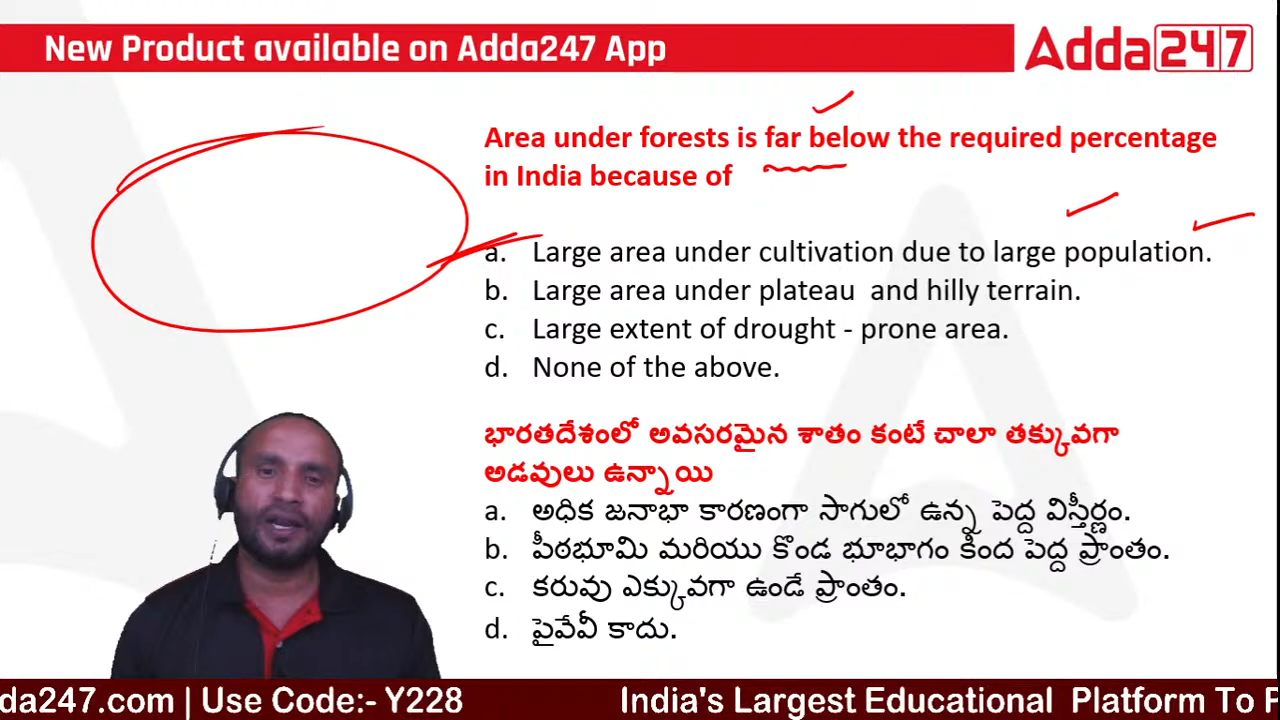 New Product available on Adda247 App
Adda247
Area under forests is far below the required percentage
in India because of
a. Large area under cultivation due to large population.
b. Large area under plateau and hilly terrain.
c. Large extent of drought - prone area.
d. None of the above.
భారతదేశంలో అవసరమైన శాతం కంటే చాలా తక్కువగా
అడవులు ఉన్నాయి
a. అధిక జనాభా కారణంగా సాగులో ఉన్న పెద్ద విస్తీర్ణం.
b. పీఠభూమి మరియు కొండ భూభాగం కింద పెద్ద ప్రాంతం.
c. కరువు ఎక్కువగా ఉండే ప్రాంతం.
d. పైవేవీ కాదు.
dda247.com | Use Code:- Y228 India's Largest Educational Platform To